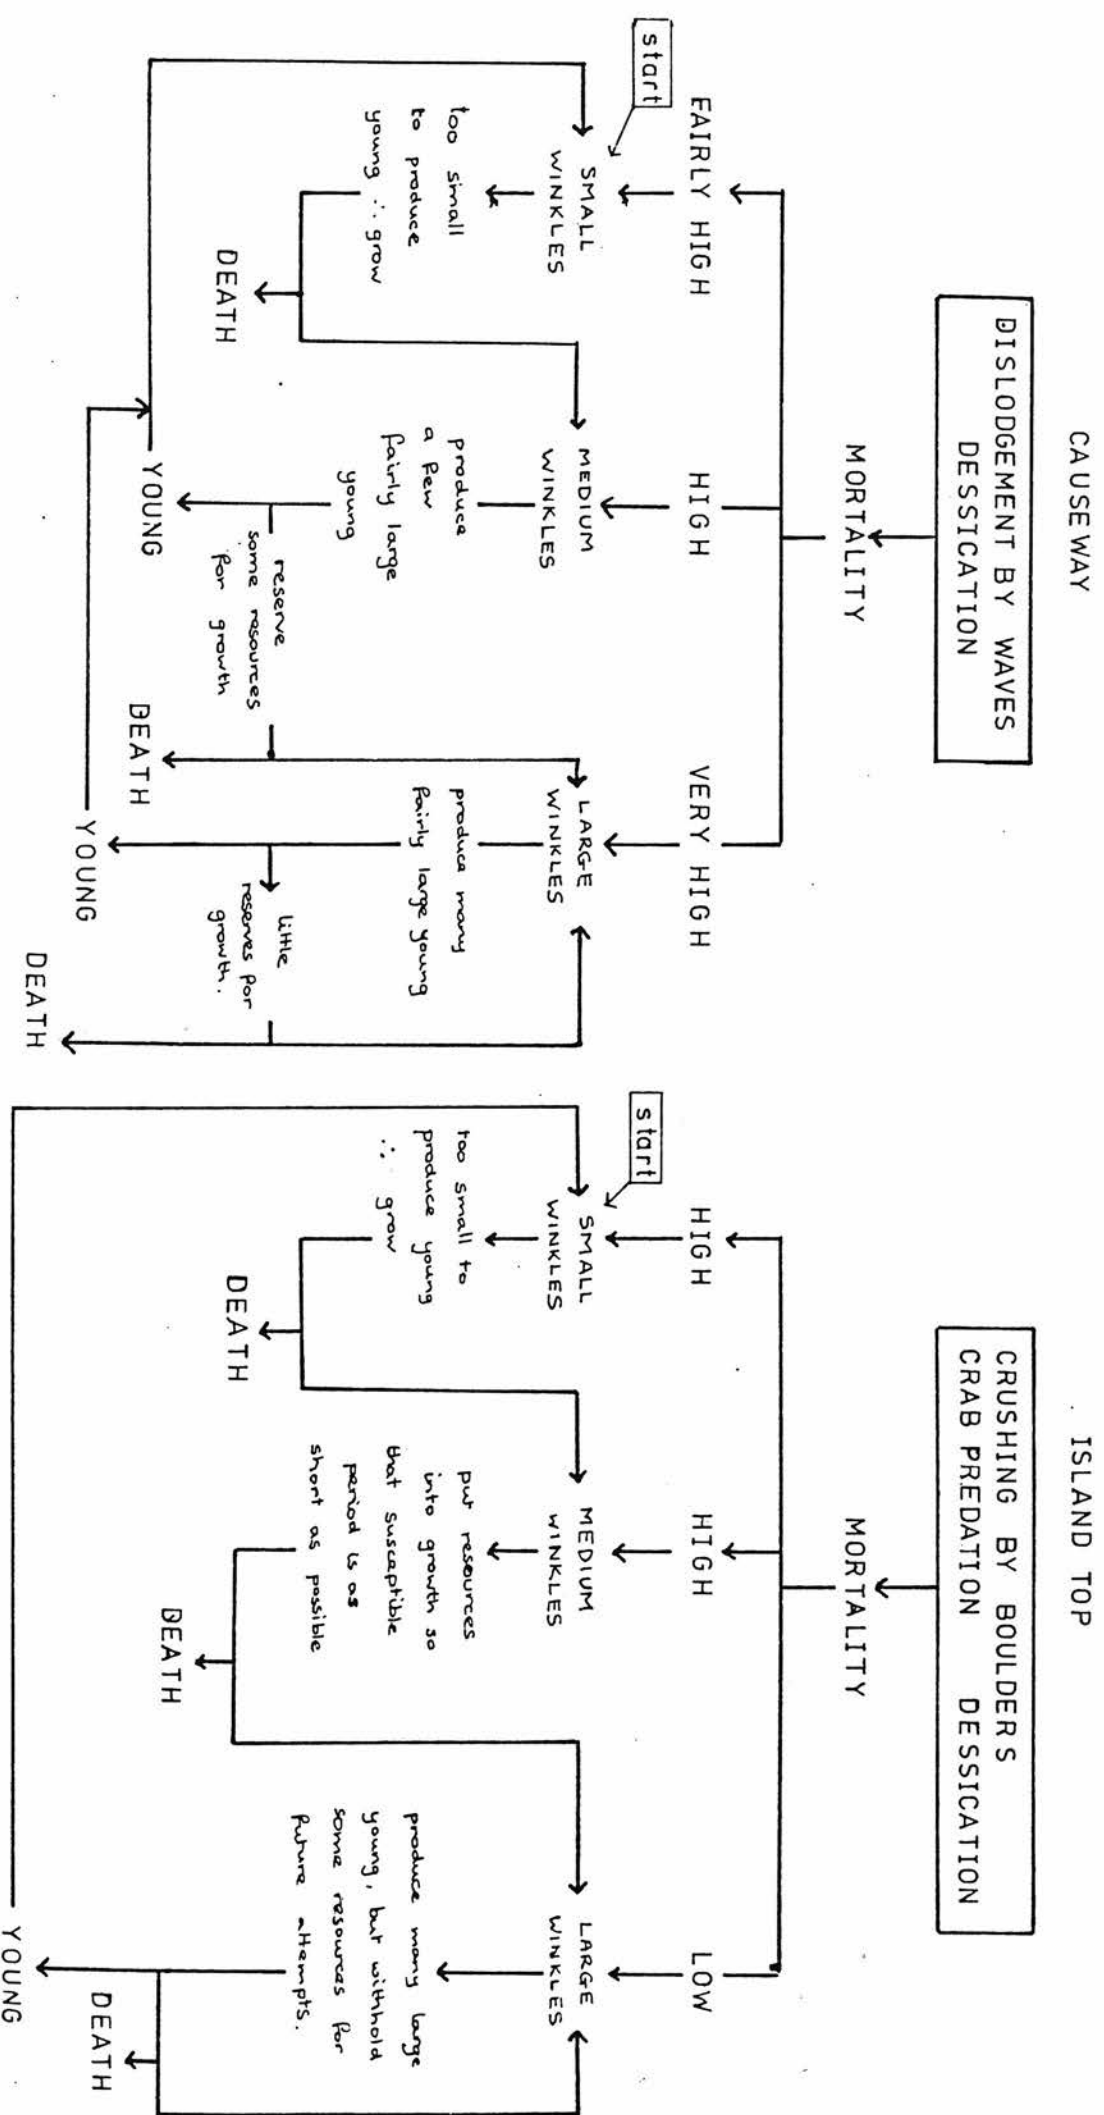 CAUSEWAY
DISLODGEMENT BY WAVES
DESSICATION
MORTALITY
FAIRLY HIGH
HIGH
VERY HIGH
start
SMALL
WINKLES
MEDIUM
WINKLES
LARGE
WINKLES
too small
to produce
young ∴ grow
produce
a few
fairly large
young
produce many
fairly large young
DEATH
reserve
some resources
for growth
little
reserves for
growth.
YOUNG
DEATH
YOUNG
DEATH
ISLAND TOP
CRUSHING BY BOULDERS
CRAB PREDATION DESSICATION
MORTALITY
HIGH
HIGH
LOW
start
SMALL
WINKLES
MEDIUM
WINKLES
LARGE
WINKLES
too small to
produce young
∴ grow
put resources
into growth so
that susceptible
period is as
short as possible
produce many large
young, but withhold
some resources for
future attempts.
DEATH
DEATH
DEATH
YOUNG